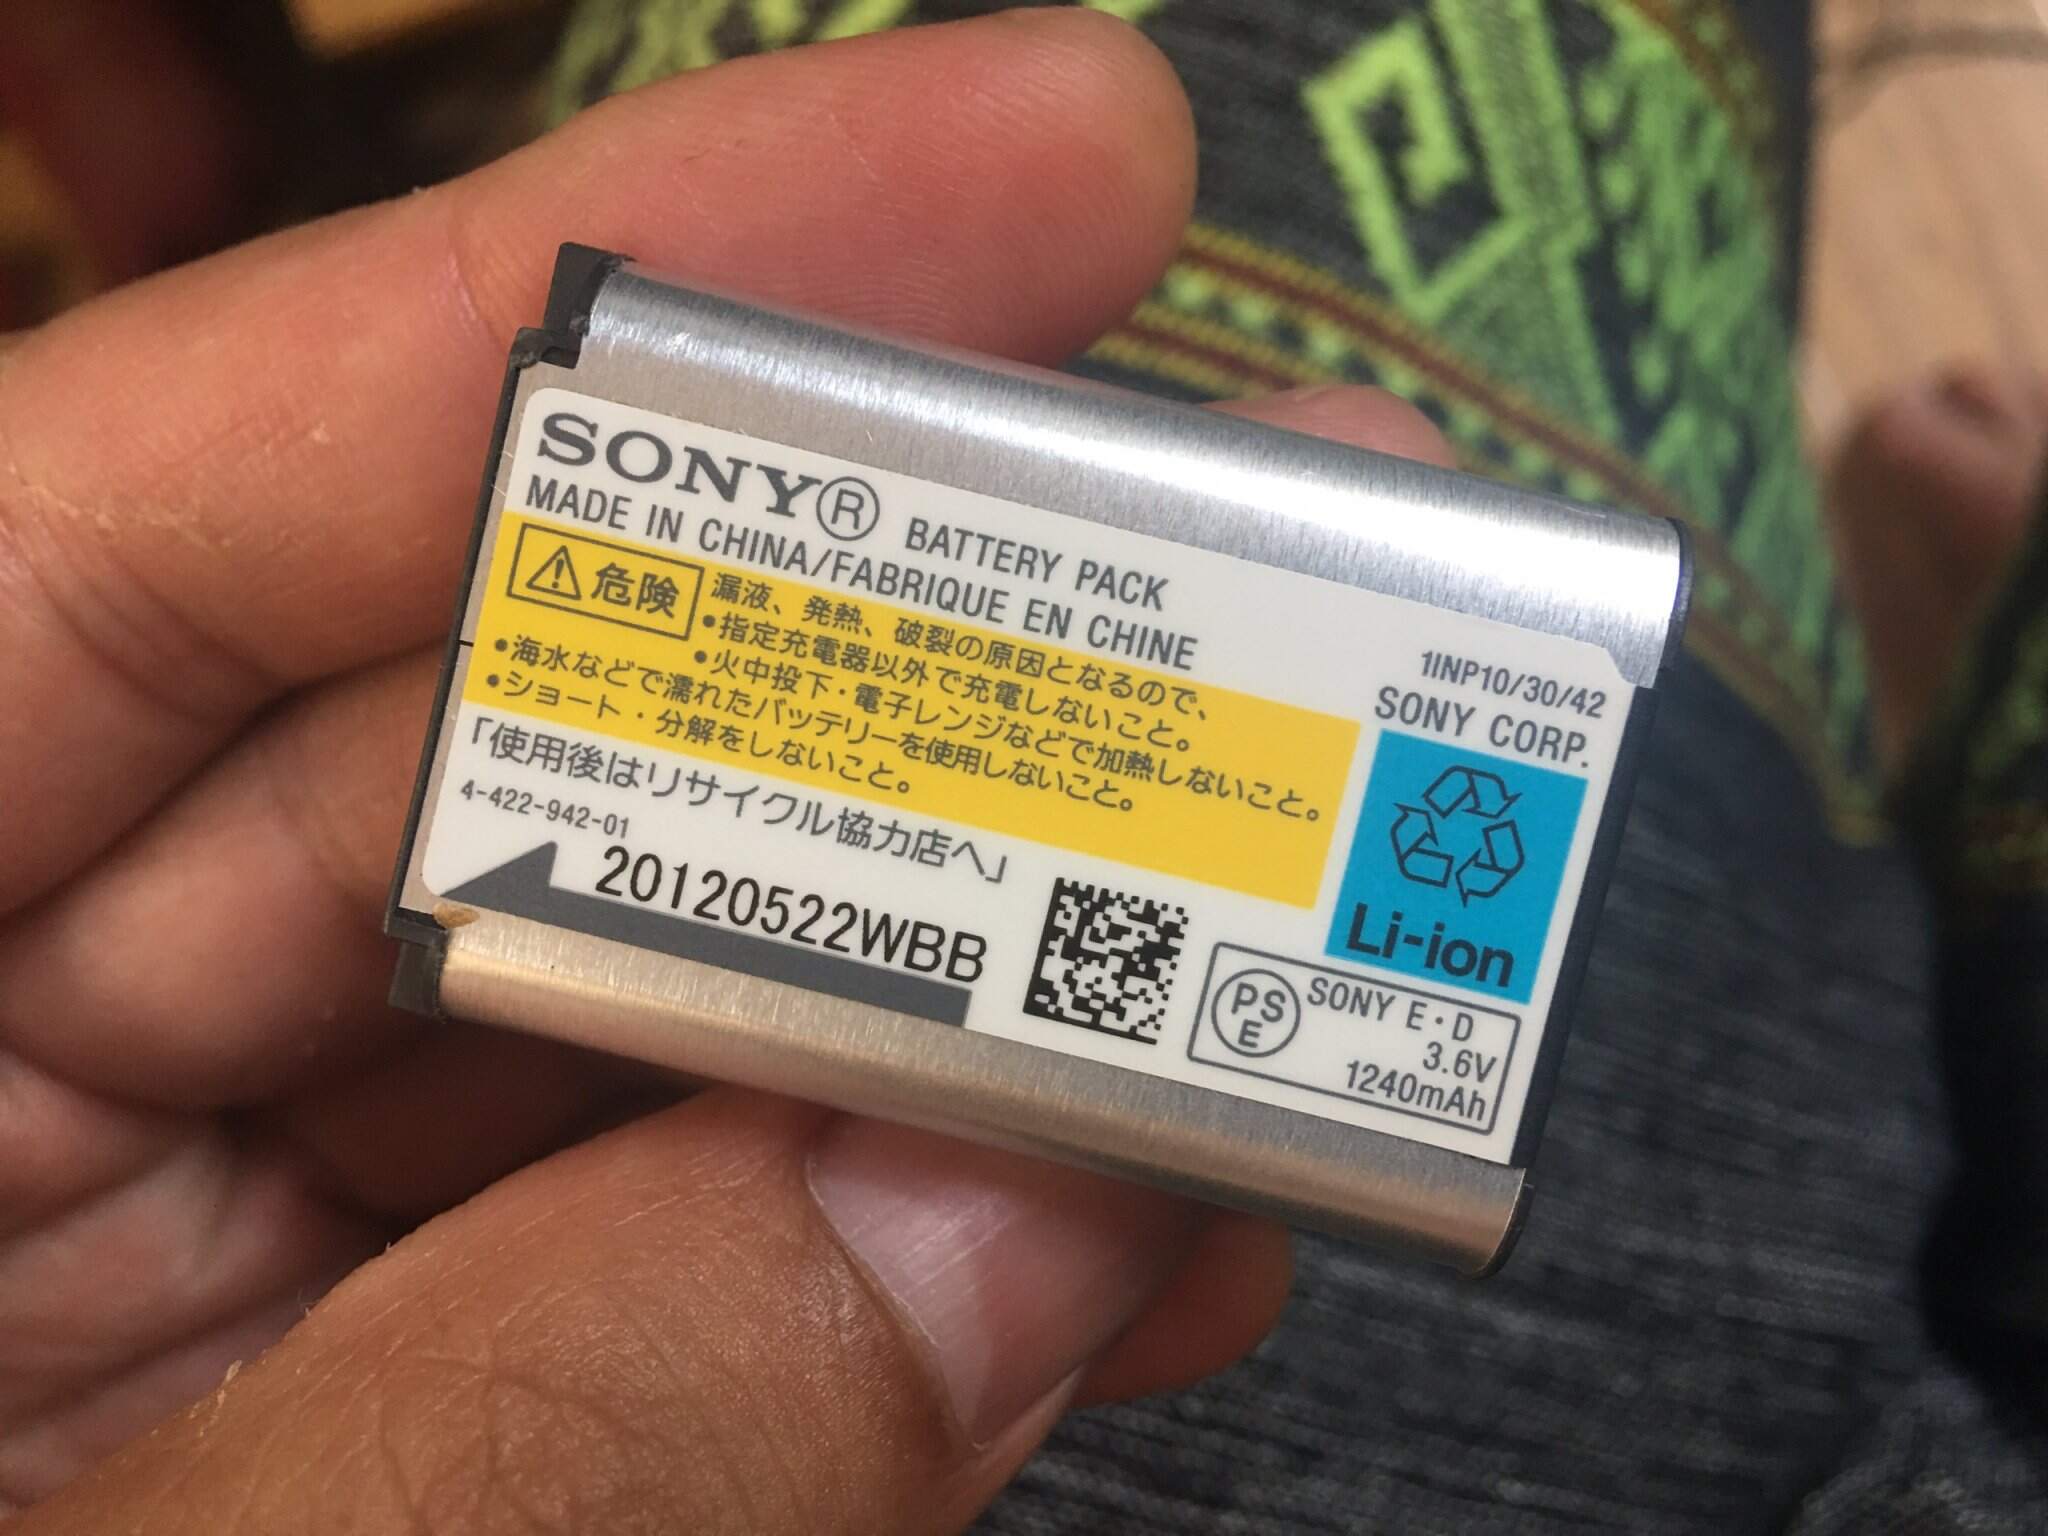 SONY® BATTERY PACK
MADE IN CHINA/FABRIQUE EN CHINE
危険
漏液、発熱、破裂の原因となるので、
•指定充電器以外で充電しないこと。
•火中投下・電子レンジなどで加熱しないこと。
•海水などで濡れたバッテリーを使用しないこと。
•ショート・分解をしないこと。
「使用後はリサイクル協力店へ」
4-422-942-01
20120522WBB
1INP10/30/42
SONY CORP.
Li-ion
PS
E
SONY E・D
3.6V
1240mAh